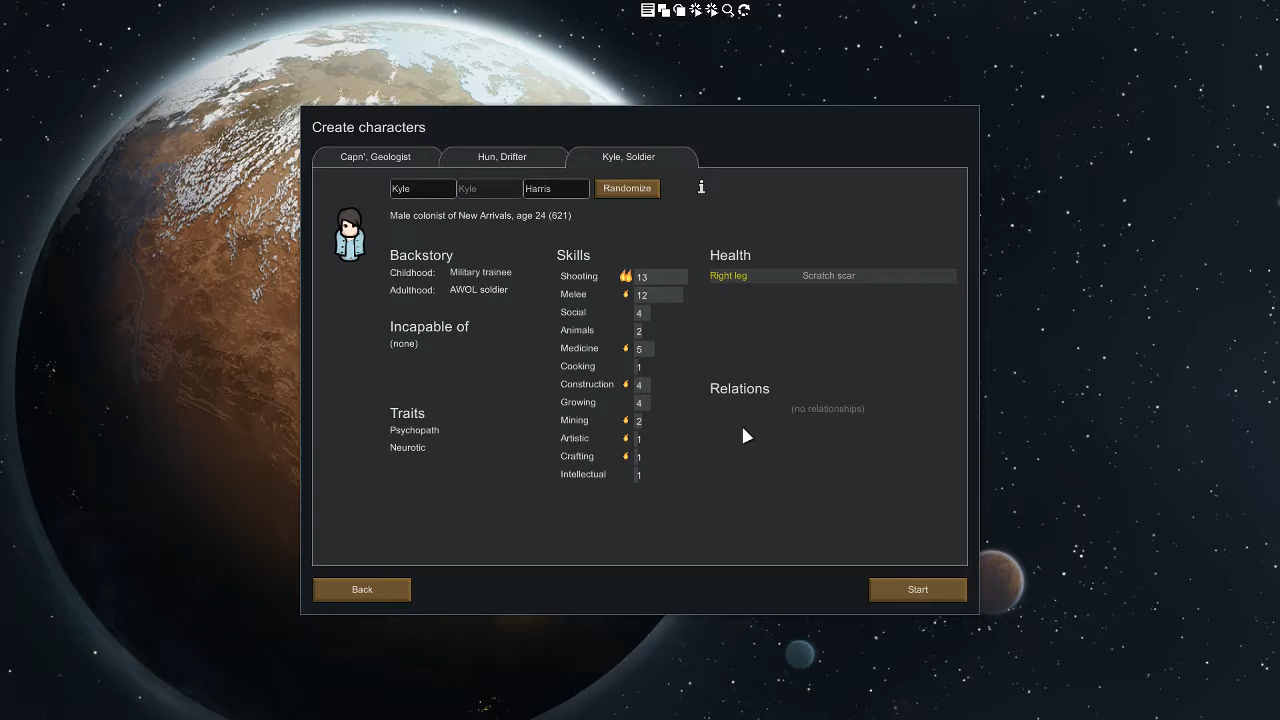 Create characters
Capn', Geologist
Hun, Drifter
Kyle, Soldier
Kyle
Kyle
Harris
Randomize
Male colonist of New Arrivals, age 24 (621)
Backstory
Childhood: Military trainee
Adulthood: AWOL soldier
Incapable of
(none)
Traits
Psychopath
Neurotic
Skills
Shooting 13
Melee 12
Social 4
Animals 2
Medicine 5
Cooking 1
Construction 4
Growing 4
Mining 2
Artistic 1
Crafting 1
Intellectual 1
Health
Right leg Scratch scar
Relations
(no relationships)
Back
Start